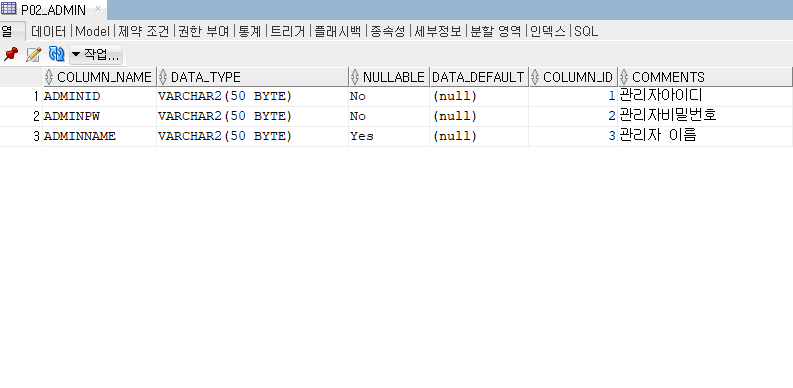 P02_ADMIN
열 데이터 Model 제약 조건 권한 부여 통계 트리거 플래시백 종속성 세부정보 분할 영역 인덱스 SQL
작업...
COLUMN_NAME DATA_TYPE NULLABLE DATA_DEFAULT COLUMN_ID COMMENTS
1 ADMINID VARCHAR2(50 BYTE) No (null) 1 관리자아이디
2 ADMINPW VARCHAR2(50 BYTE) No (null) 2 관리자비밀번호
3 ADMINNAME VARCHAR2(50 BYTE) Yes (null) 3 관리자 이름